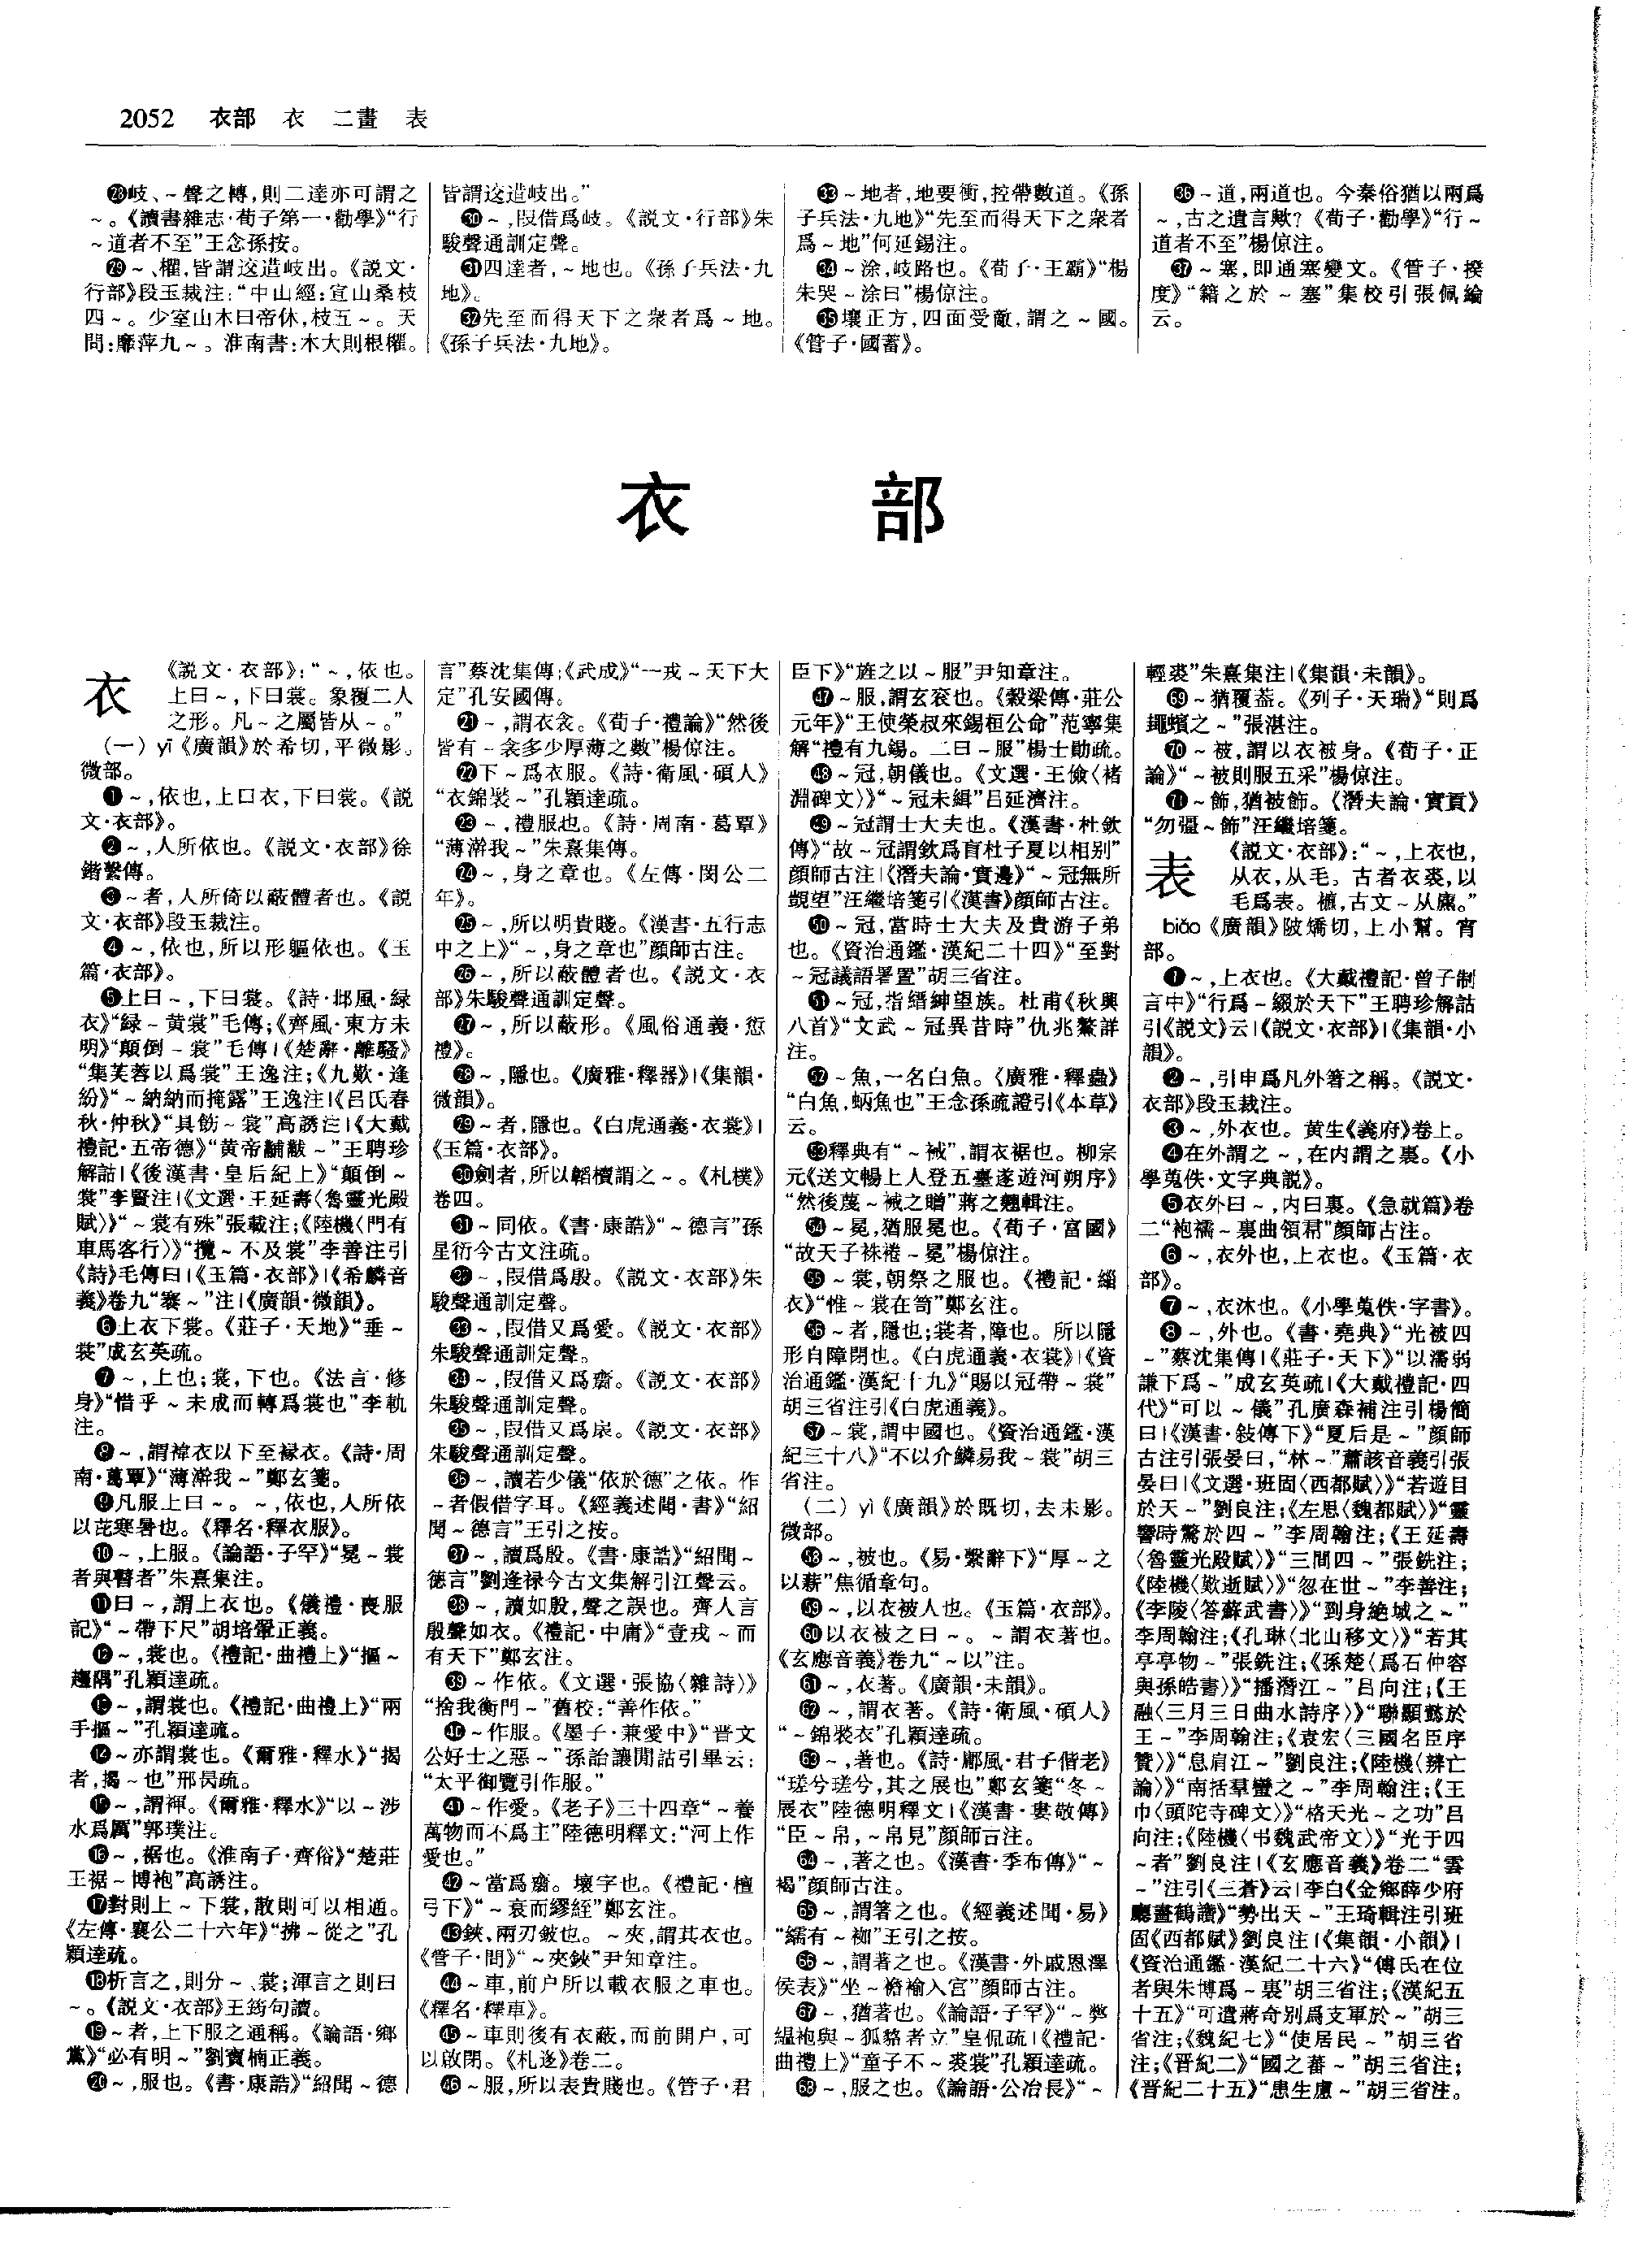 2052 衣部 衣 二畫 表
㉘岐、～聲之轉,則二達亦可謂之
～。《讀書雜志·荀子第一·勸學》“行
～道者不至”王念孫按。
㉙～、欋,皆謂这造岐出。《説文·
行部》段玉裁注:“中山經:宜山桑枝
四～。少室山木曰帝休,枝五～。天
問:靡蓱九～。淮南書:木大則根欋。
皆謂这造岐出。”
㉚～,叚借爲岐。《説文·行部》朱
駿聲通訓定聲。
㉛四達者,～地也。《孫子兵法·九
地》。
㉜先至而得天下之衆者爲～地。
《孫子兵法·九地》。
㉝～地者,地要衝,控帶數道。《孫
子兵法·九地》“先至而得天下之衆者
爲～地”何延錫注。
㉞～涂,岐路也。《荀子·王霸》“楊
朱哭～涂曰”楊倞注。
㉟壤正方,四面受敵,謂之～國。
《管子·國蓄》。
㊱～道,兩道也。今秦俗猶以兩爲
～,古之遺言歟?《荀子·勸學》“行～
道者不至”楊倞注。
㊲～塞,即通塞變文。《管子·揆
度》“籍之於～塞”集校引張佩綸
云。
衣 部
衣
《説文·衣部》:“～,依也。
上曰～,下曰裳。象覆二人
之形。凡～之屬皆从～。”
(一) yī《廣韻》於希切,平微影。
微部。
❶～,依也,上曰衣,下曰裳。《説
文·衣部》。
❷～,人所依也。《説文·衣部》徐
鍇繫傳。
❸～者,人所倚以蔽體者也。《説
文·衣部》段玉裁注。
❹～,依也,所以形軀依也。《玉
篇·衣部》。
❺上曰～,下曰裳。《詩·邶風·緑
衣》“緑～黄裳”毛傳;《齊風·東方未
明》“顛倒～裳”毛傳|《楚辭·離騷》
“集芙蓉以爲裳”王逸注;《九歎·逢
紛》“～納納而掩露”王逸注|《吕氏春
秋·仲秋》“具飭～裳”高誘注|《大戴
禮記·五帝德》“黄帝黼黻～”王聘珍
解詁|《後漢書·皇后紀上》“顛倒～
裳”李賢注|《文選·王延壽〈魯靈光殿
賦〉》“～裳有殊”張載注;《陸機〈門有
車馬客行〉》“攬～不及裳”李善注引
《詩》毛傳曰|《玉篇·衣部》|《希麟音
義》卷九“褰～”注|《廣韻·微韻》。
❻上衣下裳。《莊子·天地》“垂～
裳”成玄英疏。
❼～,上也;裳,下也。《法言·修
身》“惜乎～未成而轉爲裳也”李軌
注。
❽～,謂褘衣以下至褖衣。《詩·周
南·葛覃》“薄澣我～”鄭玄箋。
❾凡服上曰～。～,依也,人所依
以芘寒暑也。《釋名·釋衣服》。
❿～,上服。《論語·子罕》“冕～裳
者與瞽者”朱熹集注。
⓫曰～,謂上衣也。《儀禮·喪服
記》“～帶下尺”胡培翬正義。
⓬～,裳也。《禮記·曲禮上》“摳～
趨隅”孔穎達疏。
⓭～,謂裳也。《禮記·曲禮上》“兩
手摳～”孔穎達疏。
⓮～亦謂裳也。《爾雅·釋水》“揭
者,揭～也”邢昺疏。
⓯～,謂褌。《爾雅·釋水》“以～涉
水爲厲”郭璞注。
⓰～,裾也。《淮南子·齊俗》“楚莊
王裾～博袍”高誘注。
⓱對則上～下裳,散則可以相通。
《左傳·襄公二十六年》“拂～從之”孔
穎達疏。
⓲析言之,則分～、裳;渾言之則曰
～。《説文·衣部》王筠句讀。
⓳～者,上下服之通稱。《論語·鄉
黨》“必有明～”劉寶楠正義。
⓴～,服也。《書·康誥》“紹聞～德
言”蔡沈集傳;《武成》“一戎～天下大
定”孔安國傳。
㉑～,謂衣衾。《荀子·禮論》“然後
皆有～衾多少厚薄之數”楊倞注。
㉒下～爲衣服。《詩·衛風·碩人》
“衣錦褧～”孔穎達疏。
㉓～,禮服也。《詩·周南·葛覃》
“薄澣我～”朱熹集傳。
㉔～,身之章也。《左傳·閔公二
年》。
㉕～,所以明貴賤。《漢書·五行志
中之上》“～,身之章也”顔師古注。
㉖～,所以蔽體者也。《説文·衣
部》朱駿聲通訓定聲。
㉗～,所以蔽形。《風俗通義·愆
禮》。
㉘～,隱也。《廣雅·釋器》|《集韻·
微韻》。
㉙～者,隱也。《白虎通義·衣裳》|
《玉篇·衣部》。
㉚劍者,所以韜櫝謂之～。《札樸》
卷四。
㉛～同依。《書·康誥》“～德言”孫
星衍今古文注疏。
㉜～,叚借爲殷。《説文·衣部》朱
駿聲通訓定聲。
㉝～,叚借又爲愛。《説文·衣部》
朱駿聲通訓定聲。
㉞～,叚借又爲齋。《説文·衣部》
朱駿聲通訓定聲。
㉟～,叚借又爲扆。《説文·衣部》
朱駿聲通訓定聲。
㊱～,讀若少儀“依於德”之依。作
～者假借字耳。《經義述聞·書》“紹
聞～德言”王引之按。
㊲～,讀爲殷。《書·康誥》“紹聞～
德言”劉逢禄今古文集解引江聲云。
㊳～,讀如殷,聲之誤也。齊人言
殷聲如衣。《禮記·中庸》“壹戎～而
有天下”鄭玄注。
㊴～作依。《文選·張協〈雜詩〉》
“捨我衡門～”舊校:“善作依。”
㊵～作服。《墨子·兼愛中》“晋文
公好士之惡～”孫詒讓閒詁引畢云:
“太平御覽引作服。”
㊶～作愛。《老子》三十四章“～養
萬物而不爲主”陸德明釋文:“河上作
愛也。”
㊷～當爲齋。壞字也。《禮記·檀
弓下》“～衰而繆絰”鄭玄注。
㊸鋏、兩刃鈹也。～夾,謂其衣也。
《管子·問》“～夾鋏”尹知章注。
㊹～車,前户所以載衣服之車也。
《釋名·釋車》。
㊺～車則後有衣蔽,而前開户,可
以啟閉。《札迻》卷二。
㊻～服,所以表貴賤也。《管子·君
臣下》“旌之以～服”尹知章注。
㊼～服,謂玄衮也。《穀梁傳·莊公
元年》“王使榮叔來錫桓公命”范寧集
解“禮有九錫。二曰～服”楊士勛疏。
㊽～冠,朝儀也。《文選·王儉〈褚
淵碑文〉》“～冠未緝”吕延濟注。
㊾～冠謂士大夫也。《漢書·杜欽
傳》“故～冠謂欽爲盲杜子夏以相别”
顔師古注|《潛夫論·實邊》“～冠無所
覬望”汪繼培箋引《漢書》顔師古注。
㊿～冠,當時士大夫及貴游子弟
也。《資治通鑑·漢紀二十四》“至對
～冠議語署置”胡三省注。
51～冠,指縉紳望族。杜甫《秋興
八首》“文武～冠異昔時”仇兆鰲詳
注。
52～魚,一名白魚。《廣雅·釋蟲》
“白魚,蛃魚也”王念孫疏證引《本草》
云。
53釋典有“～裓”,謂衣裾也。柳宗
元《送文暢上人登五臺遂遊河朔序》
“然後蔑～裓之贈”蔣之翹輯注。
54～冕,猶服冕也。《荀子·富國》
“故天子袾裷～冕”楊倞注。
55～裳,朝祭之服也。《禮記·緇
衣》“惟～裳在笥”鄭玄注。
56～者,隱也;裳者,障也。所以隱
形自障閉也。《白虎通義·衣裳》|《資
治通鑑·漢紀十九》“賜以冠帶～裳”
胡三省注引《白虎通義》。
57～裳,謂中國也。《資治通鑑·漢
紀三十八》“不以介鱗易我～裳”胡三
省注。
(二) yì《廣韻》於既切,去未影。
微部。
58～,被也。《易·繫辭下》“厚～之
以薪”焦循章句。
59～,以衣被人也。《玉篇·衣部》。
60以衣被之曰～。～謂衣著也。
《玄應音義》卷九“～以”注。
61～,衣著。《廣韻·未韻》。
62～,謂衣著。《詩·衛風·碩人》
“～錦褧衣”孔穎達疏。
63～,著也。《詩·鄘風·君子偕老》
“瑳兮瑳兮,其之展也”鄭玄箋“冬～
展衣”陸德明釋文|《漢書·婁敬傳》
“臣～帛,～帛見”顔師古注。
64～,著之也。《漢書·季布傳》“～
褐”顔師古注。
65～,謂著之也。《經義述聞·易》
“繻有～袽”王引之按。
66～,謂著之也。《漢書·外戚恩澤
侯表》“坐～襜褕入宫”顔師古注。
67～,猶著也。《論語·子罕》“～弊
緼袍與～狐貉者立”皇侃疏|《禮記·
曲禮上》“童子不～裘裳”孔穎達疏。
68～,服之也。《論語·公冶長》“～
輕裘”朱熹集注|《集韻·未韻》。
69～猶覆葢。《列子·天瑞》“則爲
䵷蠙之～”張湛注。
70～被,謂以衣被身。《荀子·正
論》“～被則服五采”楊倞注。
71～飾,猶被飾。《潛夫論·實貢》
“勿彊～飾”汪繼培箋。
表
《説文·衣部》:“～,上衣也,
从衣,从毛。古者衣裘,以
毛爲表。𧞤,古文～从麃。”
biǎo《廣韻》陂矯切,上小幫。宵
部。
❶～,上衣也。《大戴禮記·曾子制
言中》“行爲～綴於天下”王聘珍解詁
引《説文》云|《説文·衣部》|《集韻·小
韻》。
❷～,引申爲凡外箸之稱。《説文·
衣部》段玉裁注。
❸～,外衣也。黄生《義府》卷上。
❹在外謂之～,在内謂之裏。《小
學蒐佚·文字典説》。
❺衣外曰～,内曰裏。《急就篇》卷
二“袍襦～裏曲領帬”顔師古注。
❻～,衣外也,上衣也。《玉篇·衣
部》。
❼～,衣沐也。《小學蒐佚·字書》。
❽～,外也。《書·堯典》“光被四
～”蔡沈集傳|《莊子·天下》“以濡弱
謙下爲～”成玄英疏|《大戴禮記·四
代》“可以～儀”孔廣森補注引楊簡
曰|《漢書·敍傳下》“夏后是～”顔師
古注引張晏曰,“林～”蕭該音義引張
晏曰|《文選·班固〈西都賦〉》“若遊目
於天～”劉良注;《左思〈魏都賦〉》“靈
響時驚於四～”李周翰注;《王延壽
〈魯靈光殿賦〉》“三間四～”張銑注;
《陸機〈歎逝賦〉》“忽在世～”李善注;
《李陵〈答蘇武書〉》“到身絶域之～”
李周翰注;《孔琳〈北山移文〉》“若其
亭亭物～”張銑注;《孫楚〈爲石仲容
與孫皓書〉》“播潛江～”吕向注;《王
融〈三月三日曲水詩序〉》“聯顯懿於
王～”李周翰注;《袁宏〈三國名臣序
贊〉》“息肩江～”劉良注;《陸機〈辨亡
論〉》“南括羣蠻之～”李周翰注;《王
巾〈頭陀寺碑文〉》“格天光～之功”吕
向注;《陸機〈弔魏武帝文〉》“光于四
～者”劉良注|《玄應音義》卷二“雲
～”注引《三蒼》云|李白《金鄉薛少府
廳畫鶴讚》“勢出天～”王琦輯注引班
固《西都賦》劉良注|《集韻·小韻》|
《資治通鑑·漢紀二十六》“傅氏在位
者與朱博爲～裏”胡三省注;《漢紀五
十五》“可遣蔣奇别爲支軍於～”胡三
省注;《魏紀七》“使居民～”胡三省
注;《晋紀二》“國之蕃～”胡三省注;
《晋紀二十五》“患生慮～”胡三省注。